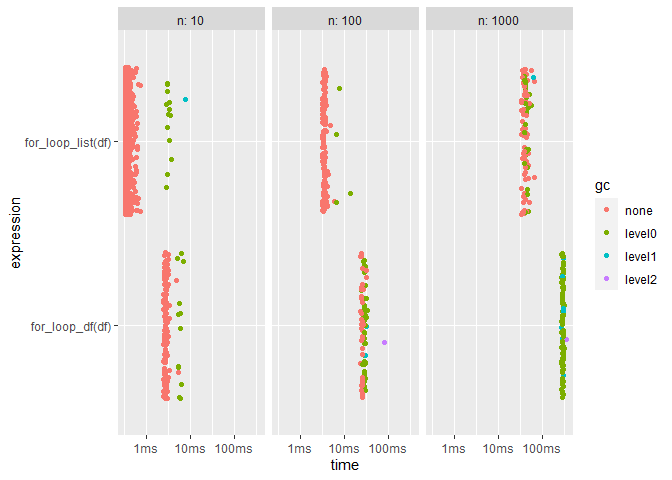 n: 10
n: 100
n: 1000
expression
for_loop_list(df)
for_loop_df(df)
gc
none
level0
level1
level2
1ms 10ms 100ms
1ms 10ms 100ms
1ms 10ms 100ms
time